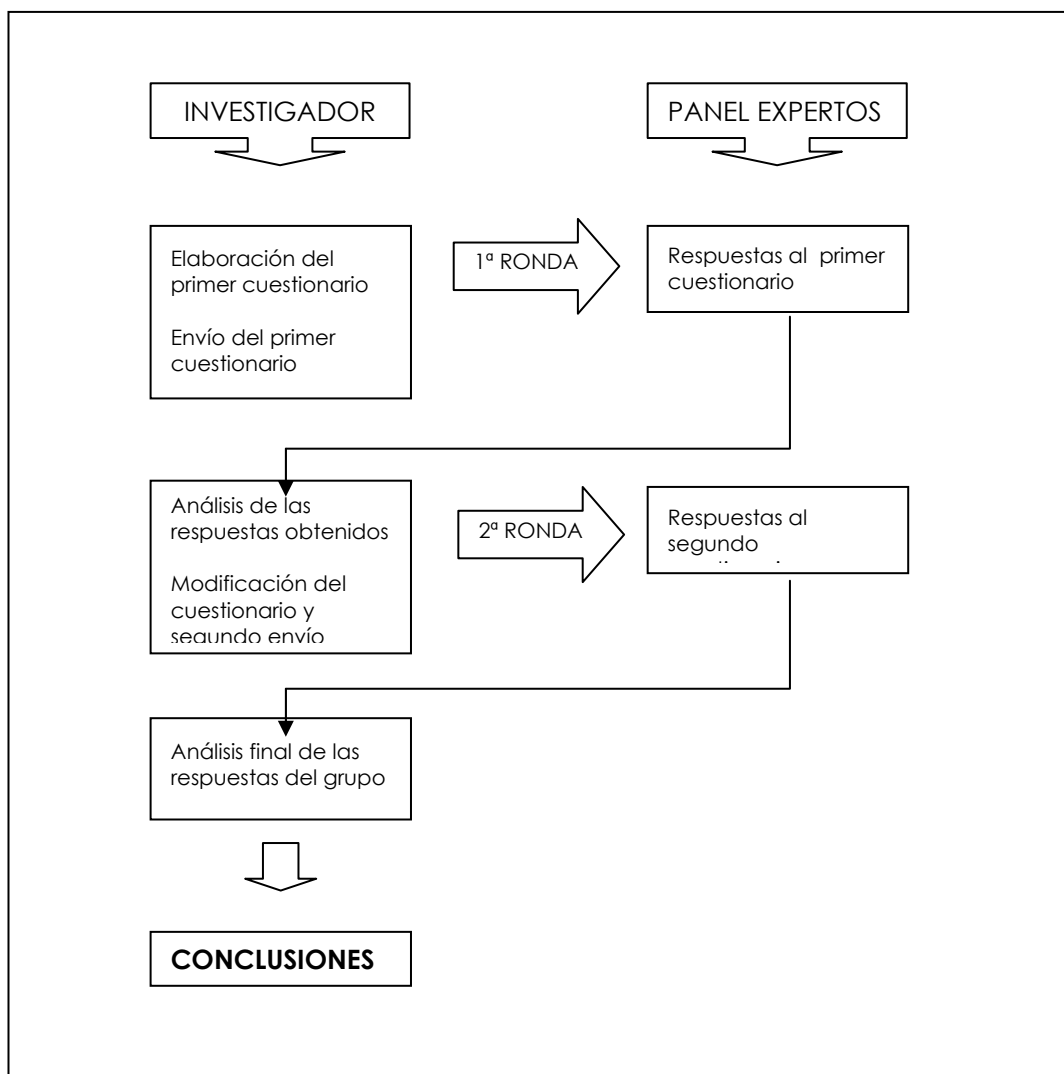 INVESTIGADOR
PANEL EXPERTOS
Elaboración del
primer cuestionario
Envío del primer
cuestionario
1ª RONDA
Respuestas al primer
cuestionario
Análisis de las
respuestas obtenidos
Modificación del
cuestionario y
segundo envío
2ª RONDA
Respuestas al
segundo
Análisis final de las
respuestas del grupo
CONCLUSIONES